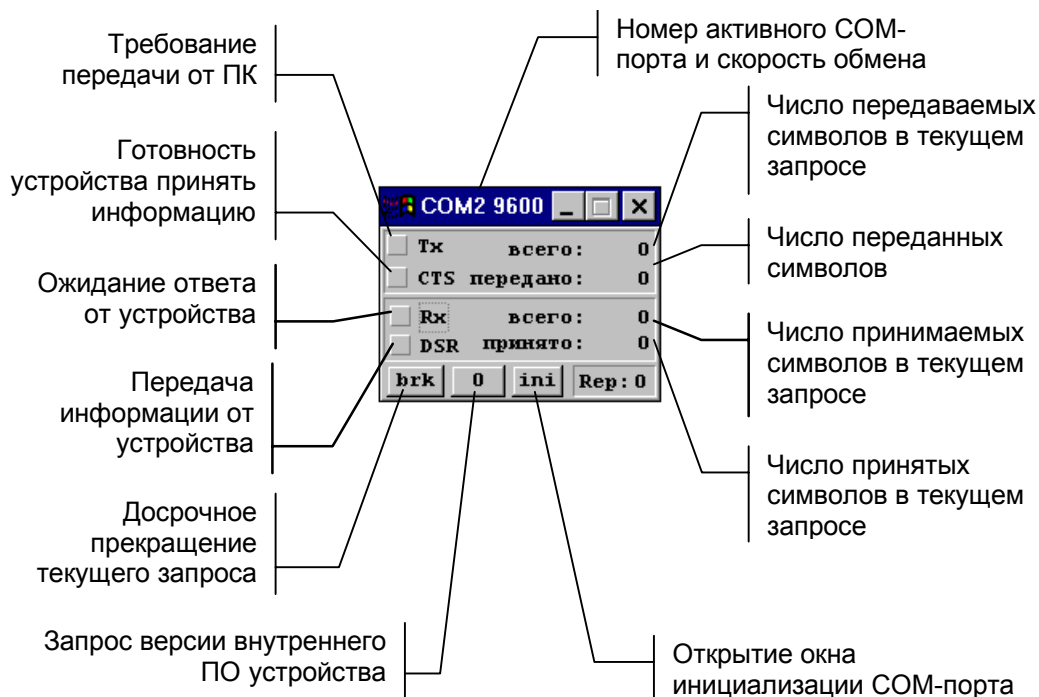 Требование
передачи от ПК
Номер активного COM-
порта и скорость обмена
Готовность
устройства принять
информацию
Число передаваемых
символов в текущем
запросе
COM2 9600
Tx всего: 0
CTS передано: 0
Rx всего: 0
DSR принято: 0
brk 0 ini Rep: 0
Число переданных
символов
Ожидание ответа
от устройства
Число принимаемых
символов в текущем
запросе
Передача
информации от
устройства
Число принятых
символов в текущем
запросе
Досрочное
прекращение
текущего запроса
Запрос версии внутреннего
ПО устройства
Открытие окна
инициализации COM-порта